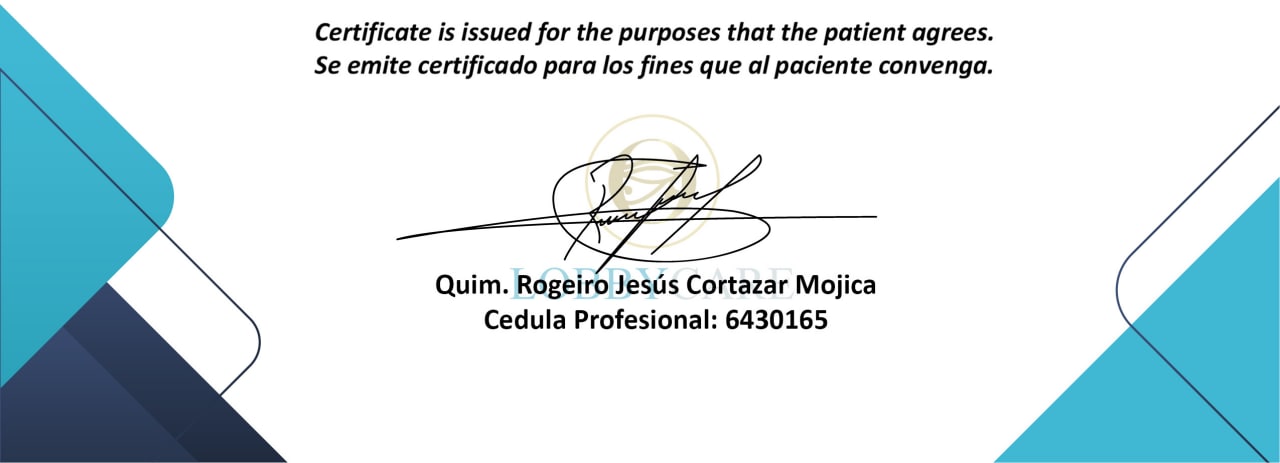 Certificate is issued for the purposes that the patient agrees.
Se emite certificado para los fines que al paciente convenga.
LOBBYCARE
Quim. Rogeiro Jesús Cortazar Mojica
Cedula Profesional: 6430165